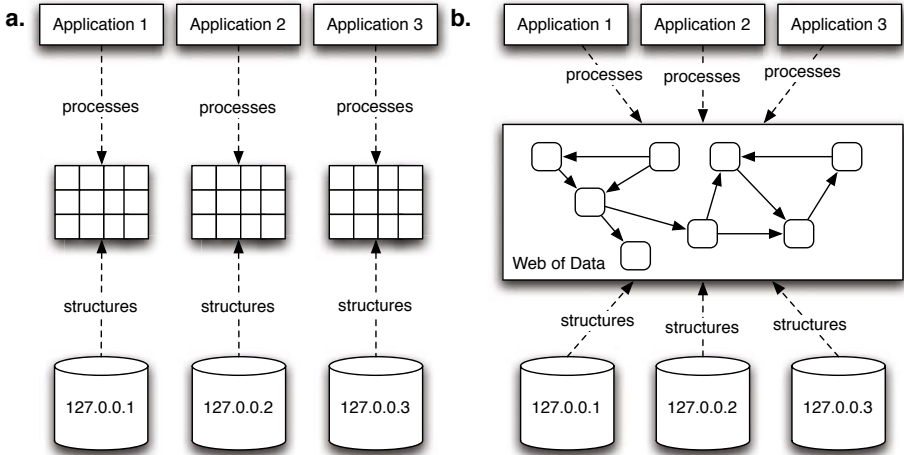 a.
Application 1
Application 2
Application 3
processes
processes
processes
structures
structures
structures
127.0.0.1
127.0.0.2
127.0.0.3
b.
Application 1
Application 2
Application 3
processes
processes
processes
Web of Data
structures
structures
structures
127.0.0.1
127.0.0.2
127.0.0.3